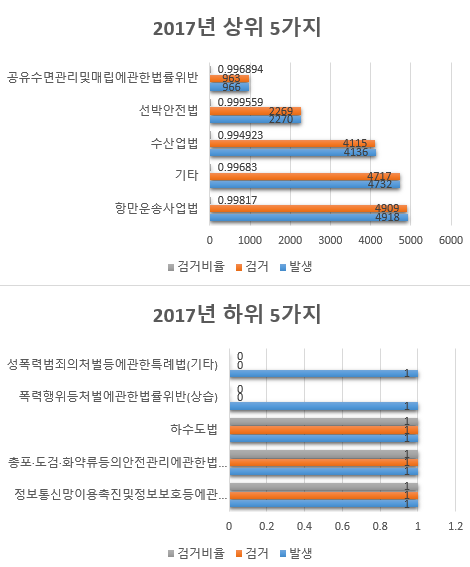 2017년 상위 5가지
공유수면관리및매립에관한법률위반
0.996894
963
966
선박안전법
0.999559
2269
2270
수산업법
0.994923
4115
4136
기타
0.99683
4717
4732
항만운송사업법
0.99817
4909
4918
0 1000 2000 3000 4000 5000 6000
검거비율 검거 발생
2017년 하위 5가지
성폭력범죄의처벌등에관한특례법(기타)
0
0
1
폭력행위등처벌에관한법률위반(상습)
0
0
1
하수도법
1
1
1
총포·도검·화약류등의안전관리에관한법...
1
1
1
정보통신망이용촉진및정보보호등에관...
1
1
1
0 0.2 0.4 0.6 0.8 1 1.2
검거비율 검거 발생